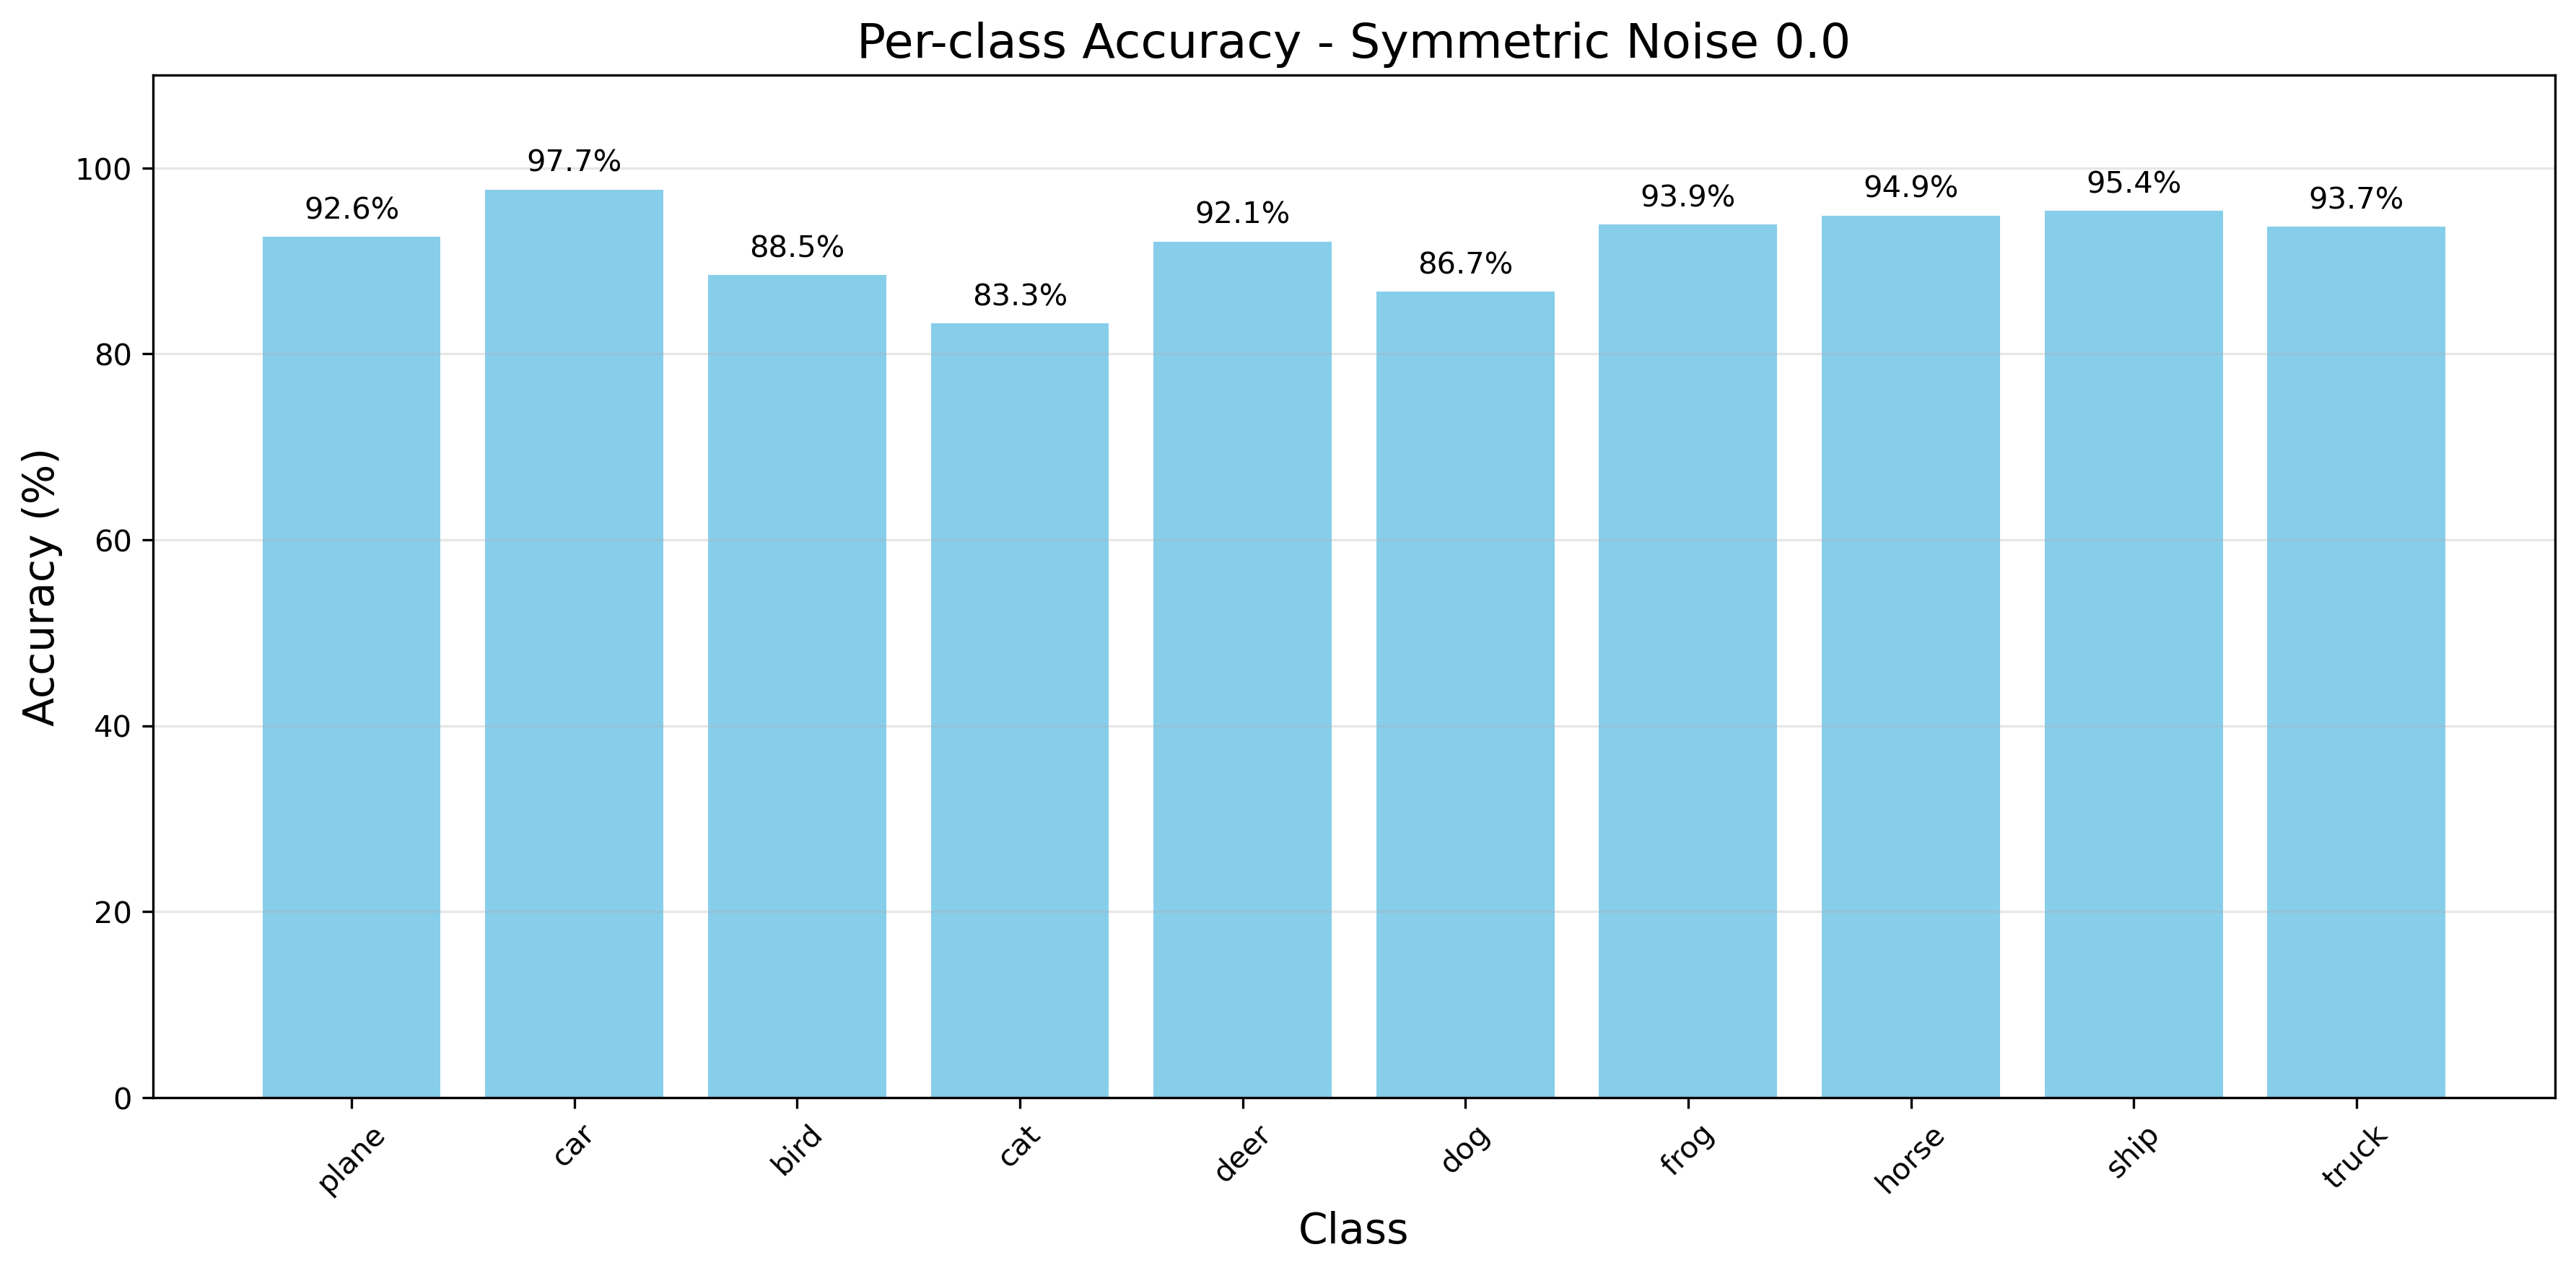 Per-class Accuracy - Symmetric Noise 0.0
Accuracy (%)
100
80
60
40
20
0
92.6%
97.7%
88.5%
83.3%
92.1%
86.7%
93.9%
94.9%
95.4%
93.7%
plane
car
bird
cat
deer
dog
frog
horse
ship
truck
Class